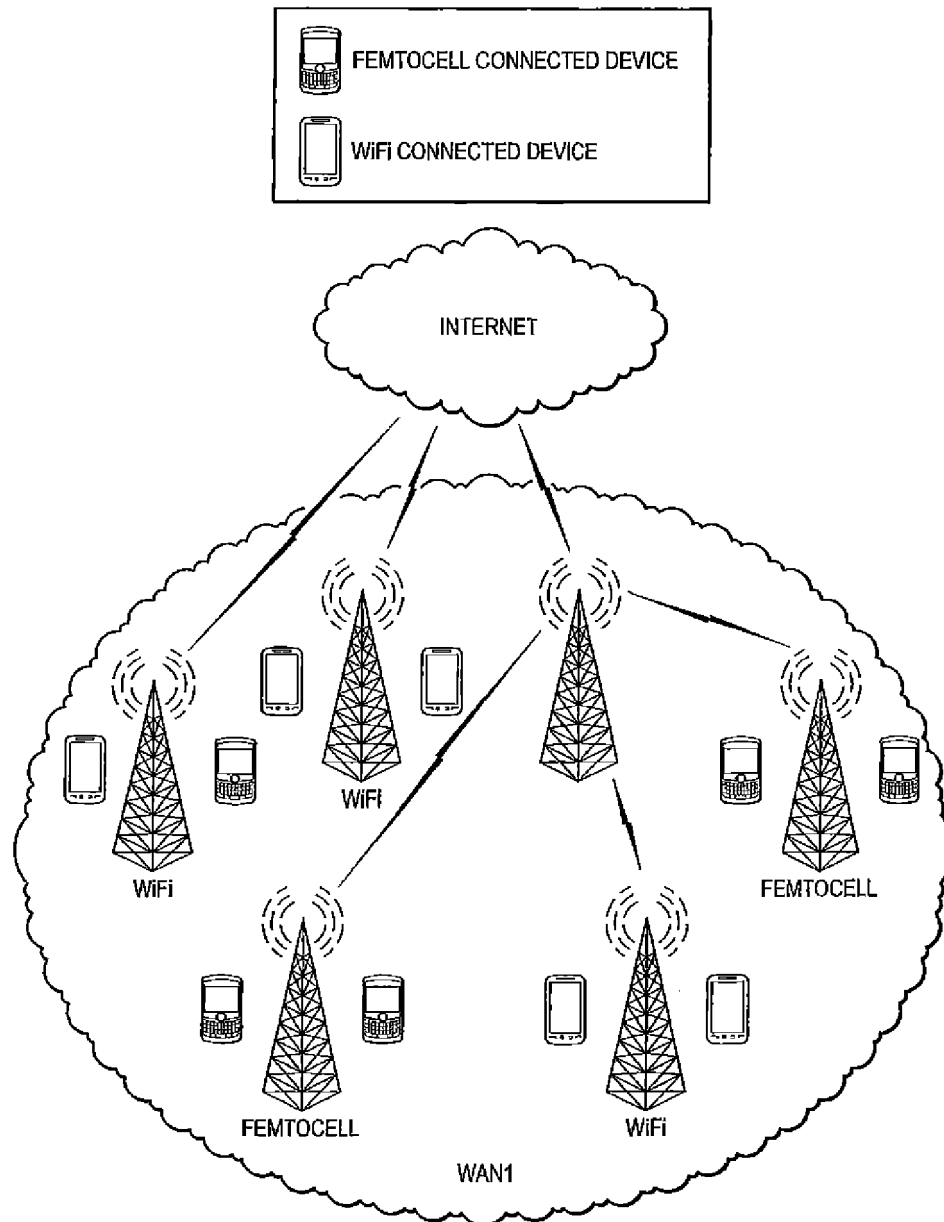 FEMTOCELL CONNECTED DEVICE
WiFi CONNECTED DEVICE
INTERNET
WiFi
WiFi
FEMTOCELL
FEMTOCELL
WiFi
WAN1